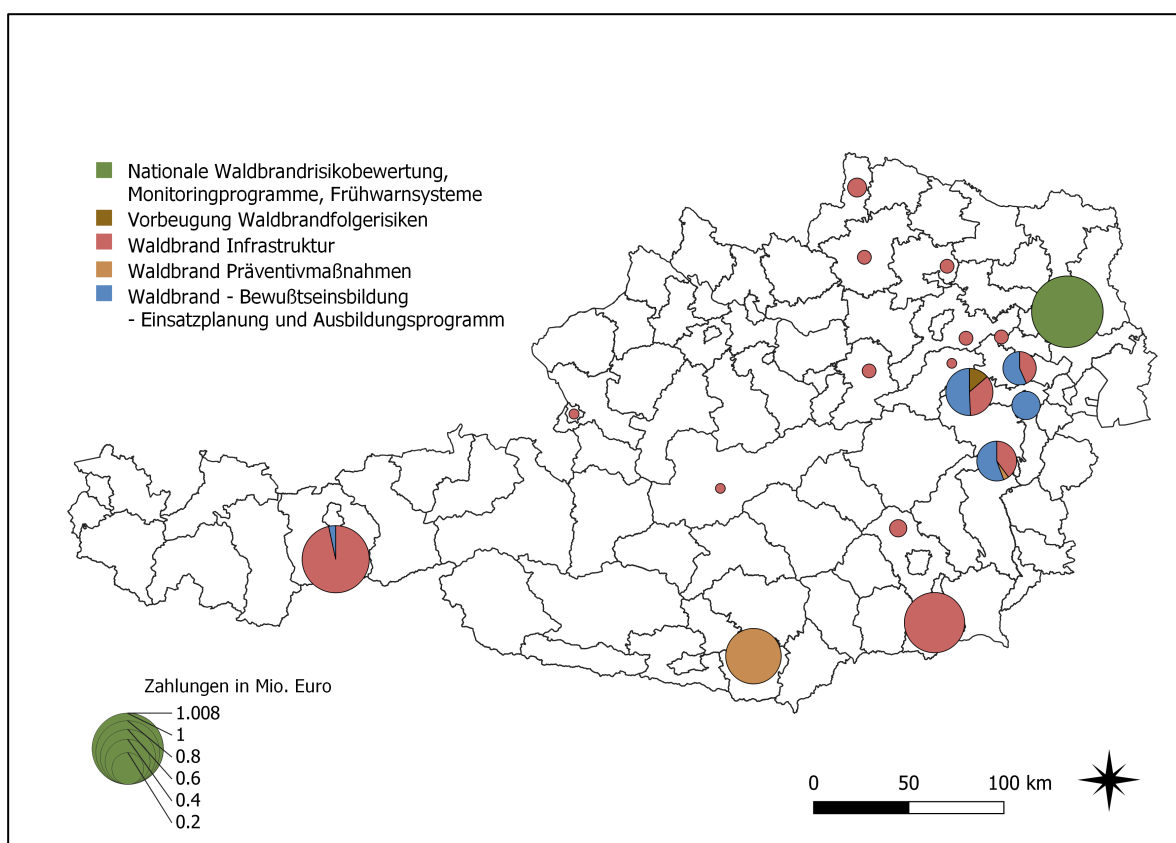 Nationale Waldbrandrisikobewertung,
Monitoringprogramme, Frühwarnsysteme
Vorbeugung Waldbrandfolgerisiken
Waldbrand Infrastruktur
Waldbrand Präventivmaßnahmen
Waldbrand - Bewußtseinsbildung
- Einsatzplanung und Ausbildungsprogramm
Zahlungen in Mio. Euro
1.008
1
0.8
0.6
0.4
0.2
0 50 100 km